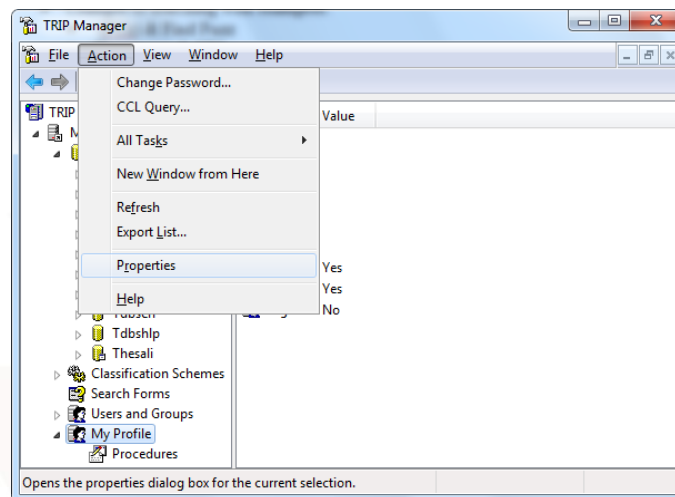 TRIP Manager
File Action View Window Help
Change Password...
CCL Query...
All Tasks
New Window from Here
Refresh
Export List...
Properties
Help
TRIP
Value
Yes
Yes
No
Tdbshlp
Thesali
Classification Schemes
Search Forms
Users and Groups
My Profile
Procedures
Opens the properties dialog box for the current selection.